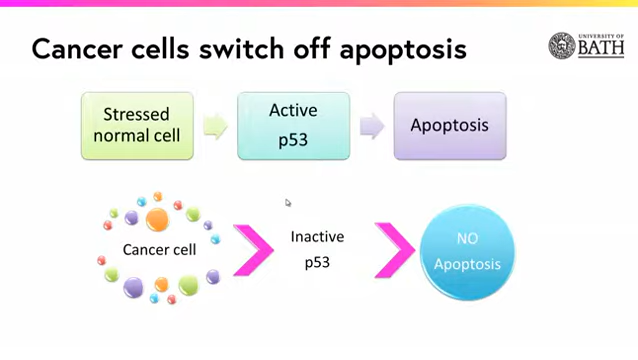 Cancer cells switch off apoptosis
UNIVERSITY OF
BATH
Stressed
normal cell
Active
p53
Apoptosis
Cancer cell
Inactive
p53
NO
Apoptosis